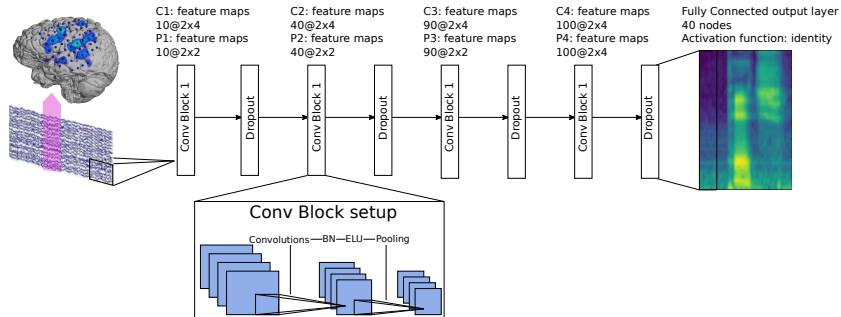 C1: feature maps
10@2x4
P1: feature maps
10@2x2
C2: feature maps
40@2x4
P2: feature maps
40@2x2
C3: feature maps
90@2x4
P3: feature maps
90@2x2
C4: feature maps
100@2x4
P4: feature maps
100@2x4
Fully Connected output layer
40 nodes
Activation function: identity
Conv Block 1
Dropout
Conv Block 1
Dropout
Conv Block 1
Dropout
Conv Block 1
Dropout
Conv Block setup
Convolutions BN ELU Pooling